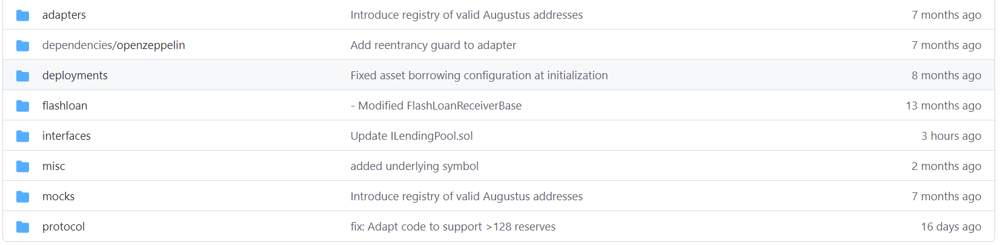 adapters Introduce registry of valid Augustus addresses 7 months ago
dependencies/openzeppelin Add reentrancy guard to adapter 7 months ago
deployments Fixed asset borrowing configuration at initialization 8 months ago
flashloan - Modified FlashLoanReceiverBase 13 months ago
interfaces Update ILendingPool.sol 3 hours ago
misc added underlying symbol 2 months ago
mocks Introduce registry of valid Augustus addresses 7 months ago
protocol fix: Adapt code to support >128 reserves 16 days ago